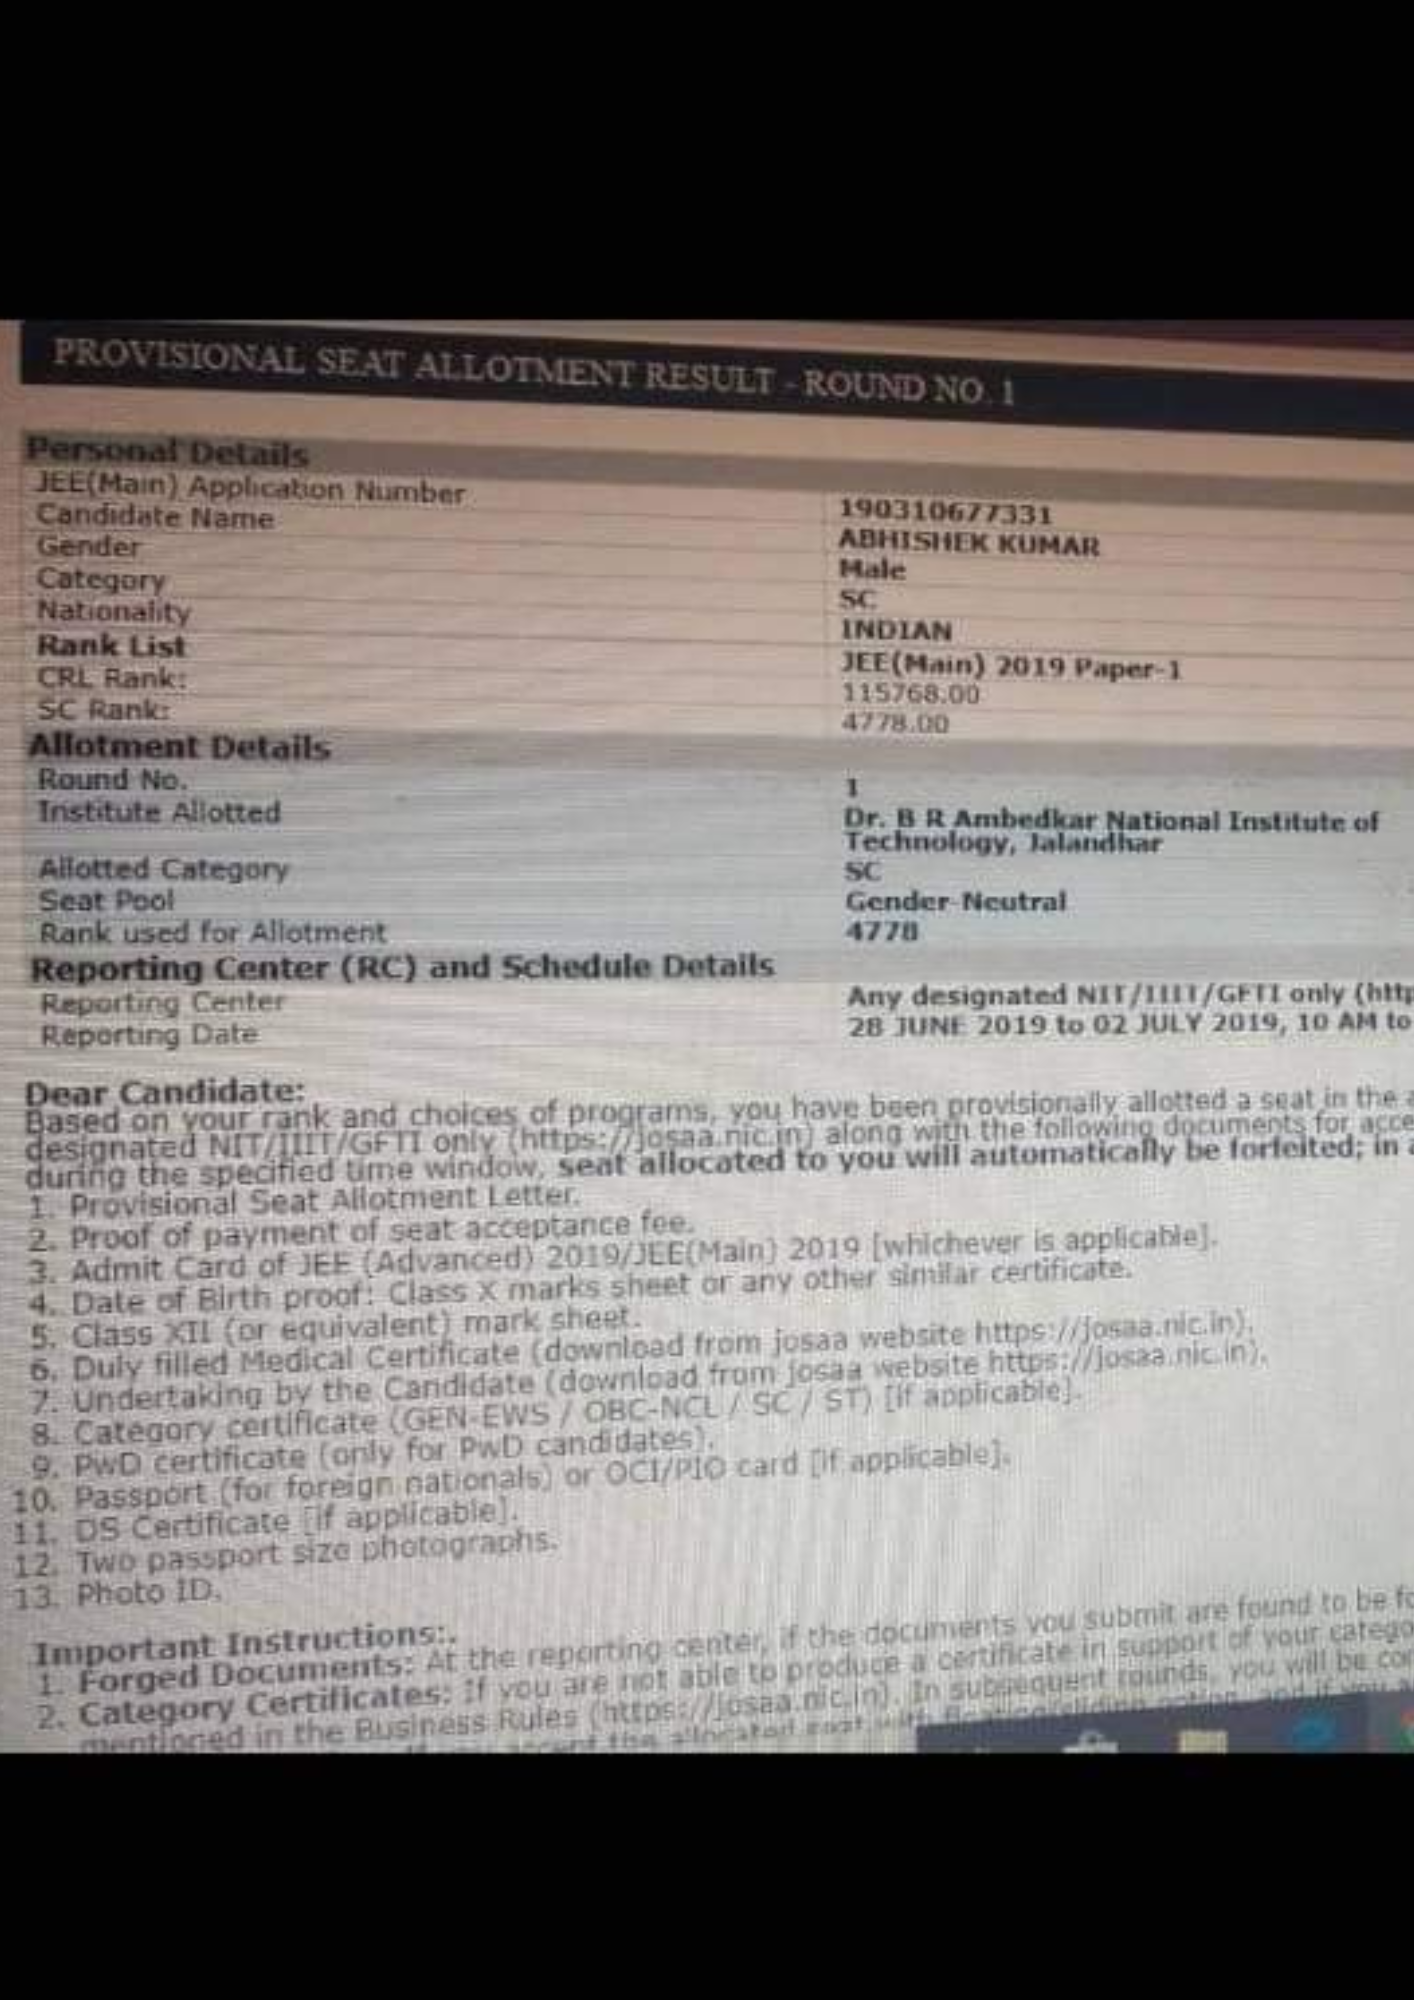 PROVISIONAL SEAT ALLOTMENT RESULT - ROUND NO. 1
Personal Details
JEE(Main) Application Number 190310677331
Candidate Name ABHISHEK KUMAR
Gender Male
Category SC
Nationality INDIAN
Rank List JEE(Main) 2019 Paper-1
CRL Rank: 115768.00
SC Rank: 4778.00
Allotment Details
Round No. 1
Institute Allotted Dr. B R Ambedkar National Institute of
Technology, Jalandhar
Allotted Category SC
Seat Pool Gender-Neutral
Rank used for Allotment 4778
Reporting Center (RC) and Schedule Details
Reporting Center Any designated NIT/IIIT/GFTI only (http
Reporting Date 28 JUNE 2019 to 02 JULY 2019, 10 AM to
Dear Candidate:
Based on your rank and choices of programs, you have been provisionally allotted a seat in the a
designated NIT/IIIT/GFTI only (https://josaa.nic.in) along with the following documents for acce
during the specified time window, seat allocated to you will automatically be forfeited; in a
1. Provisional Seat Allotment Letter.
2. Proof of payment of seat acceptance fee.
3. Admit Card of JEE (Advanced) 2019/JEE(Main) 2019 [whichever is applicable].
4. Date of Birth proof: Class X marks sheet or any other similar certificate.
5. Class XII (or equivalent) mark sheet.
6. Duly filled Medical Certificate (download from josaa website https://josaa.nic.in).
7. Undertaking by the Candidate (download from josaa website https://josaa.nic.in).
8. Category certificate (GEN-EWS / OBC-NCL / SC / ST) [if applicable].
9. PwD certificate (only for PwD candidates).
10. Passport (for foreign nationals) or OCI/PIO card [if applicable].
11. DS Certificate [if applicable].
12. Two passport size photographs.
13. Photo ID.
Important Instructions:.
1. Forged Documents: At the reporting center, if the documents you submit are found to be fo
2. Category Certificates: If you are not able to produce a certificate in support of your catego
mentioned in the Business Rules (https://josaa.nic.in). In subsequent rounds, you will be con
accept the allocated seat with